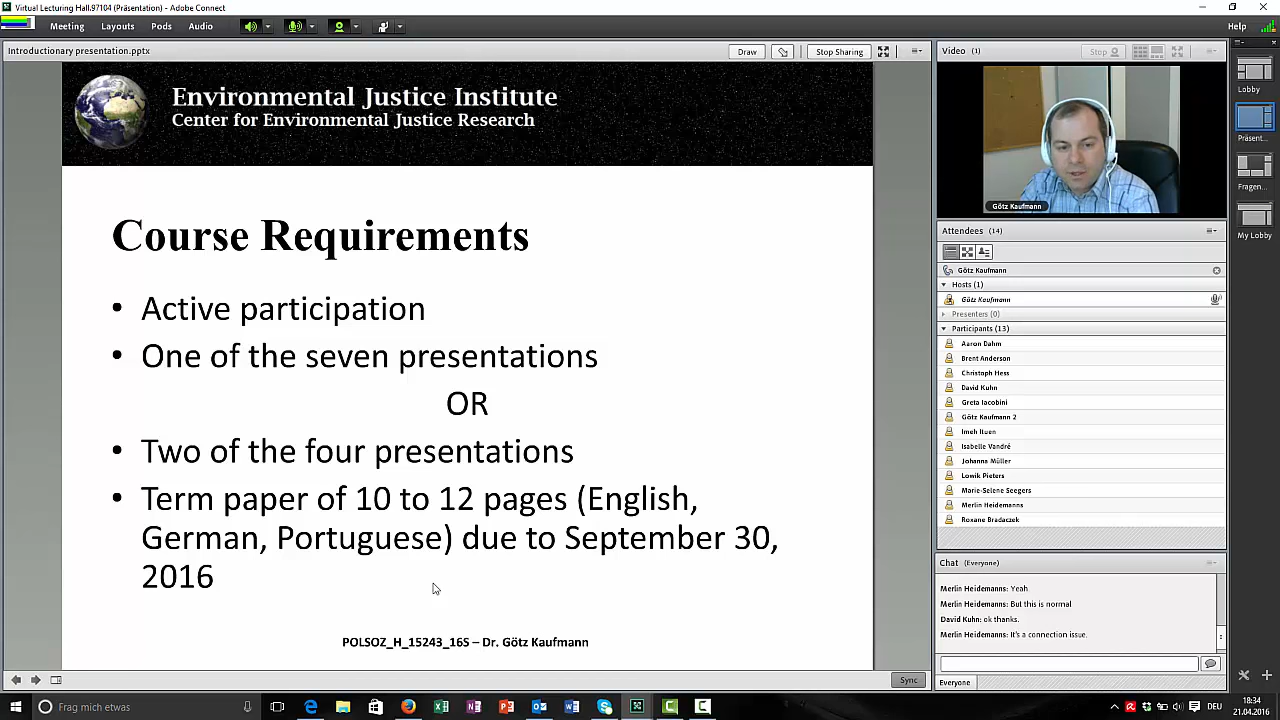 Virtual Lecturing Hall.97104 (Präsentation) - Adobe Connect
Meeting Layouts Pods Audio Help
Introductionary presentation.pptx Draw Stop Sharing
Environmental Justice Institute
Center for Environmental Justice Research
Course Requirements
• Active participation
• One of the seven presentations
OR
• Two of the four presentations
• Term paper of 10 to 12 pages (English,
German, Portuguese) due to September 30,
2016
POLSOZ_H_15243_16S – Dr. Götz Kaufmann
Sync
Video (1) Stop
Götz Kaufmann
Attendees (14)
Götz Kaufmann
Hosts (1)
Götz Kaufmann
Presenters (0)
Participants (13)
Aaron Dahm
Brent Anderson
Christoph Hess
David Kuhn
Greta Iacobini
Götz Kaufmann 2
Imeh Ituen
Isabelle Vandré
Johanna Müller
Lowik Pieters
Marie-Selene Seegers
Merlin Heidemanns
Roxane Bradaczek
Chat (Everyone)
Merlin Heidemanns: Yeah
Merlin Heidemanns: But this is normal
David Kuhn: ok thanks.
Merlin Heidemanns: It's a connection issue.
Everyone
Lobby
Präsent...
Fragen...
My Lobby
Frag mich etwas
DEU
18:34
21.04.2016